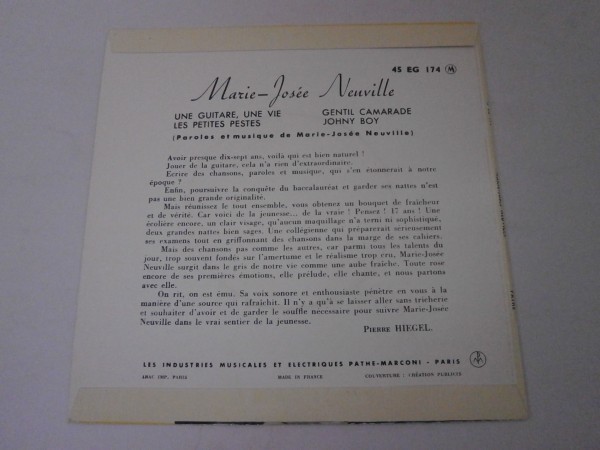 45 EG 174 M
Marie-Josée Neuville
UNE GUITARE, UNE VIE GENTIL CAMARADE
LES PETITES PESTES JOHNY BOY
(Paroles et musique de Marie-Josée Neuville)
Avoir presque dix-sept ans, voilà qui est bien naturel !
Jouer de la guitare, cela n'a rien d'extraordinaire.
Ecrire des chansons, paroles et musique, qui s'en étonnerait à notre
époque ?
Enfin, poursuivre la conquête du baccalauréat et garder ses nattes n'est
pas une bien grande originalité.
Mais réunissez le tout ensemble, vous obtenez un bouquet de fraîcheur
et de vérité. Car voici de la jeunesse... de la vraie ! Pensez ! 17 ans ! Une
écolière encore, un clair visage, qu'aucun maquillage n'a terni ni sophistiqué,
deux grandes nattes bien sages. Une collégienne qui préparerait sérieusement
ses examens tout en griffonnant des chansons dans la marge de ses cahiers.
Mais des chansons pas comme les autres, car parmi tous les talents du
jour, trop souvent fondés sur l'amertume et le réalisme trop cru, Marie-Josée
Neuville surgit dans le gris de notre vie comme une aube fraîche. Toute rose
encore de ses premières émotions, elle prélude, elle chante, et nous partons
avec elle.
On rit, on est ému. Sa voix sonore et enthousiaste pénètre en vous à la
manière d'une source qui rafraîchit. Il n'y a qu'à se laisser aller sans tricherie
et souhaiter d'avoir et de garder le souffle nécessaire pour suivre Marie-Josée
Neuville dans le vrai sentier de la jeunesse.
Pierre HIEGEL.
LES INDUSTRIES MUSICALES ET ELECTRIQUES PATHE-MARCONI - PARIS
MADE IN FRANCE COUVERTURE : CRÉATION PUBLICIS